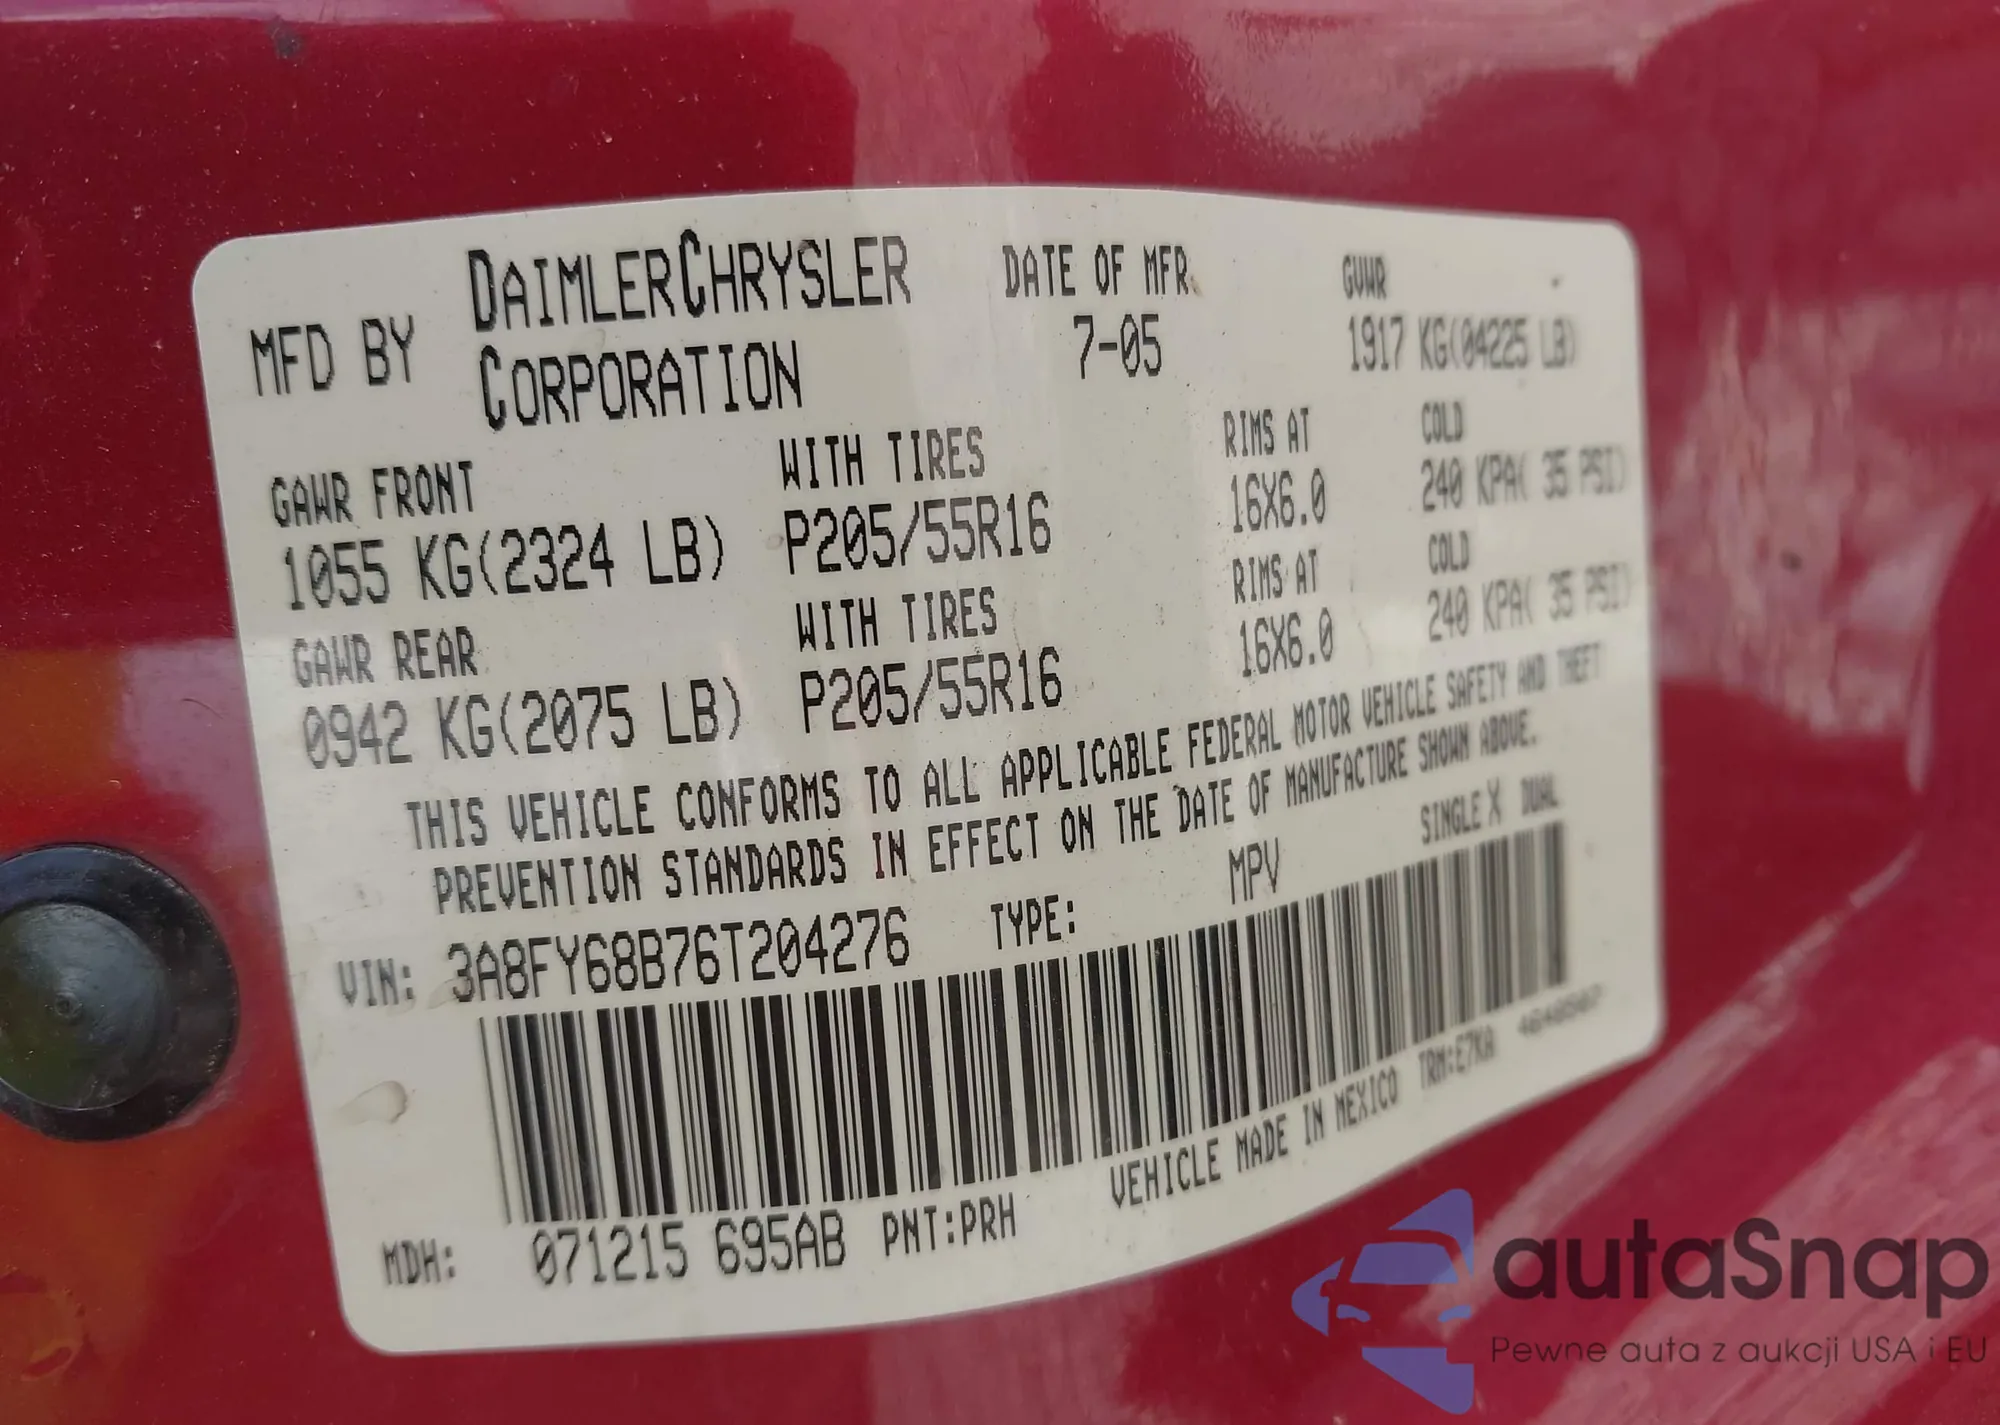 MFD BY DAIMLERCHRYSLER CORPORATION
DATE OF MFR.
7-05
GVWR
1917 KG(04225 LB)
GAWR FRONT WITH TIRES RIMS AT COLD
1055 KG(2324 LB) P205/55R16 16X6.0 240 KPA( 35 PSI)
GAWR REAR WITH TIRES RIMS AT COLD
0942 KG(2075 LB) P205/55R16 16X6.0 240 KPA( 35 PSI)
THIS VEHICLE CONFORMS TO ALL APPLICABLE FEDERAL MOTOR VEHICLE SAFETY AND THEFT
PREVENTION STANDARDS IN EFFECT ON THE DATE OF MANUFACTURE SHOWN ABOVE.
VIN: 3A8FY68B76T204276 TYPE: MPV SINGLE X DUAL
MDH: 071215 695AB PNT:PRH VEHICLE MADE IN MEXICO TRM:E7KA
autaSnap
Pewne auta z aukcji USA i EU